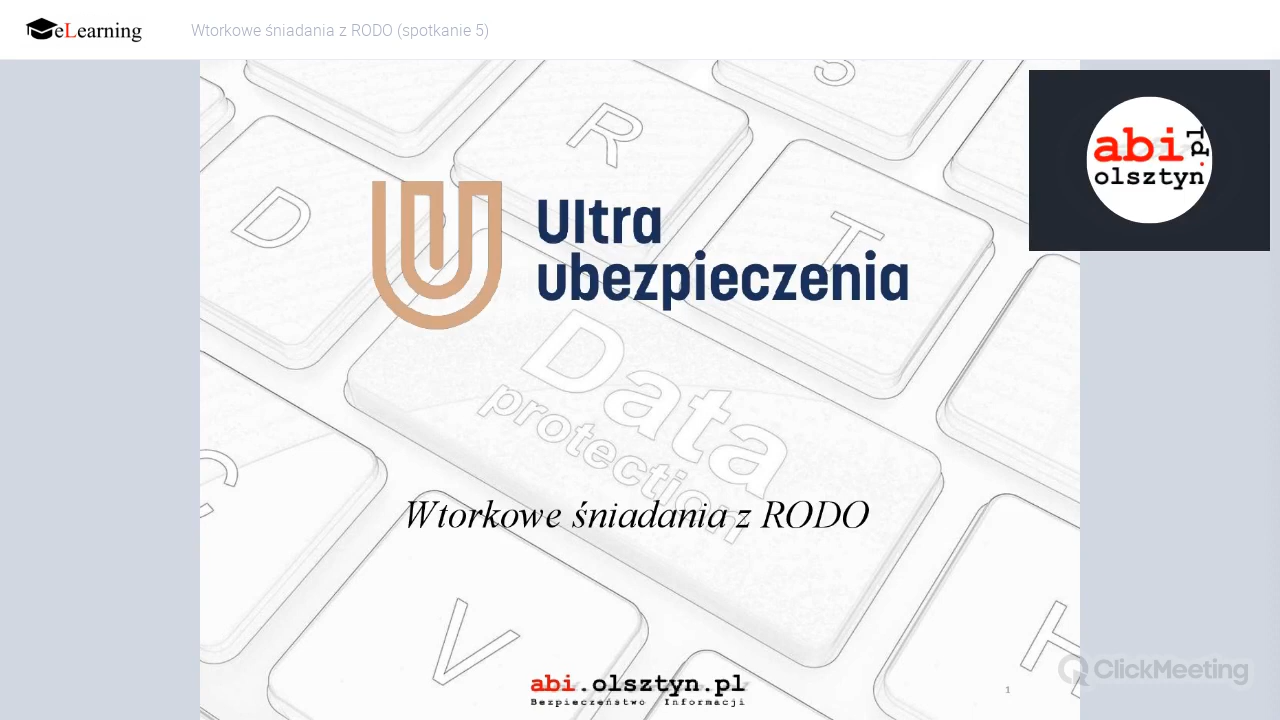 eLearning
Wtorkowe śniadania z RODO (spotkanie 5)
S
R
D
T
abi.pl
olsztyn
Ultra
ubezpieczenia
Data
protection
C
Wtorkowe śniadania z RODO
V
H
abi.olsztyn.pl
Bezpieczeństwo Informacji
1
ClickMeeting